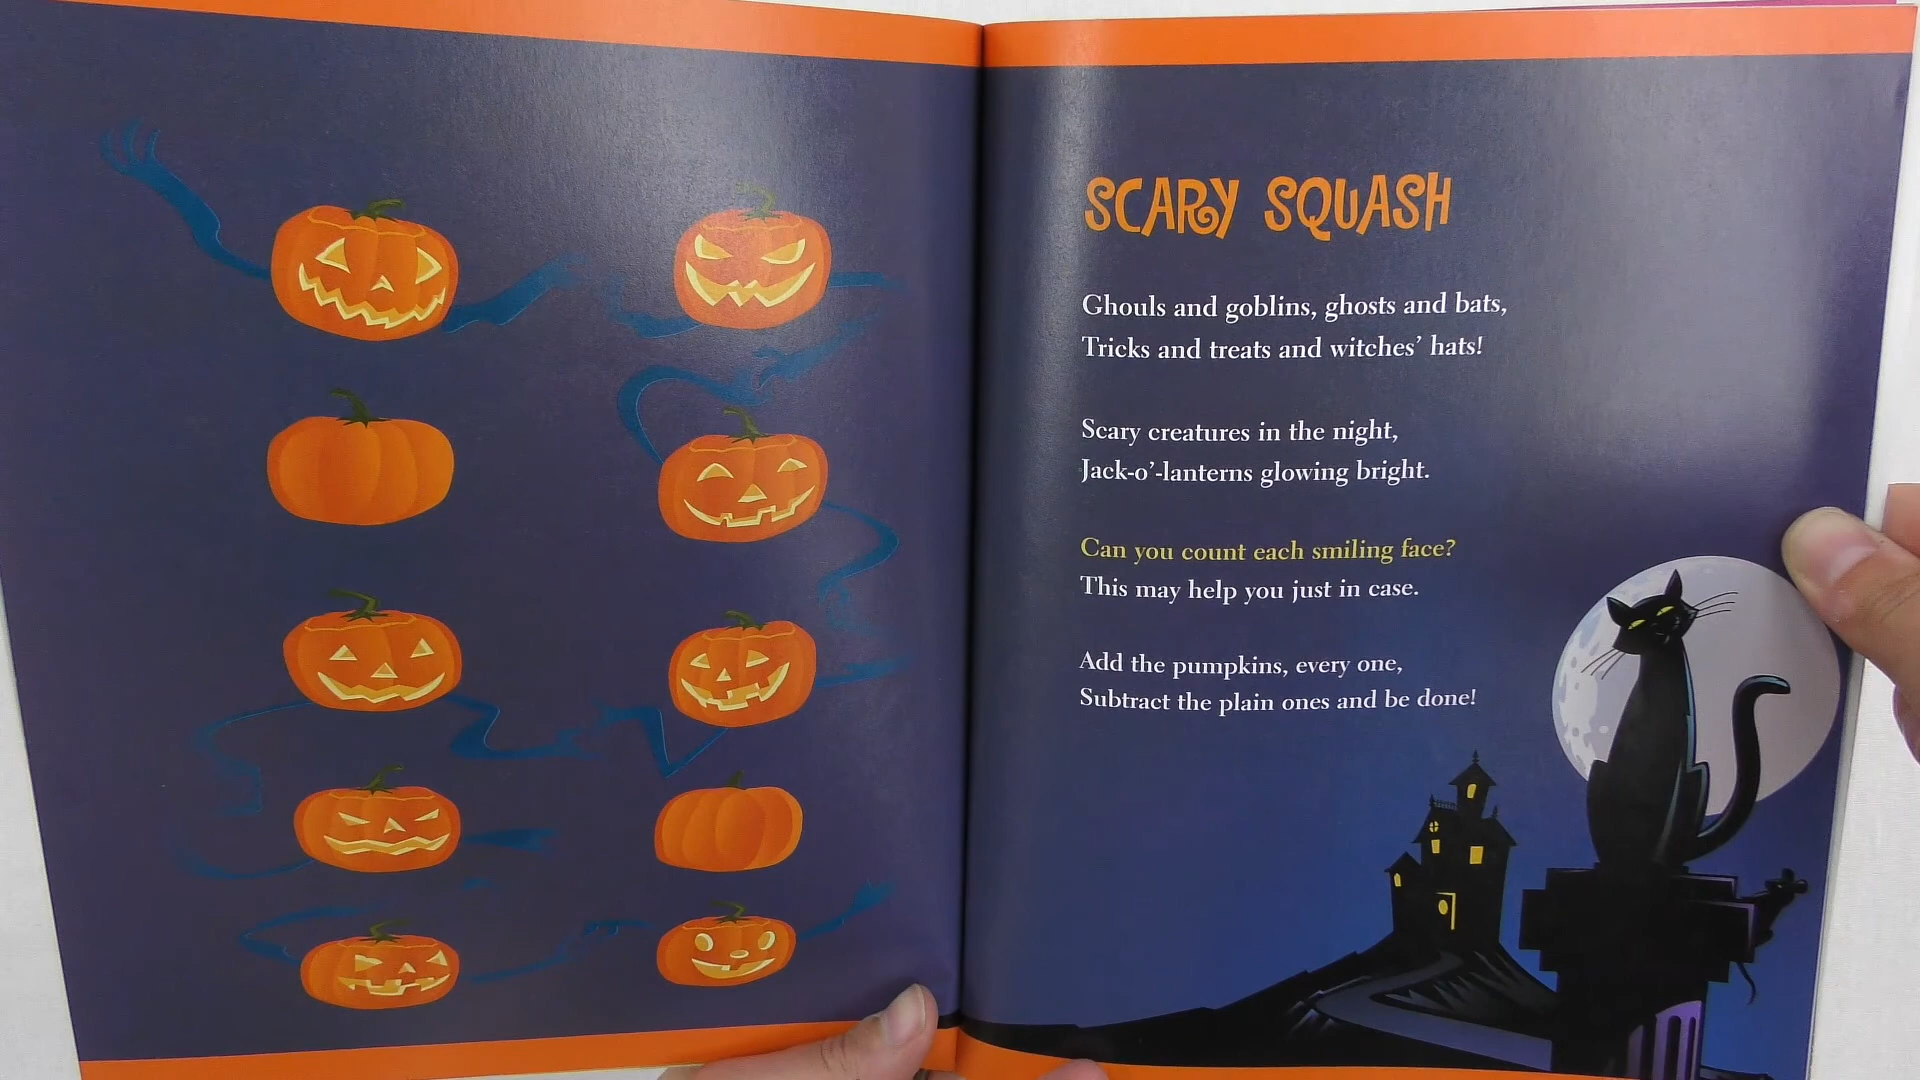 SCARY SQUASH
Ghouls and goblins, ghosts and bats,
Tricks and treats and witches’ hats!
Scary creatures in the night,
Jack-o’-lanterns glowing bright.
Can you count each smiling face?
This may help you just in case.
Add the pumpkins, every one,
Subtract the plain ones and be done!